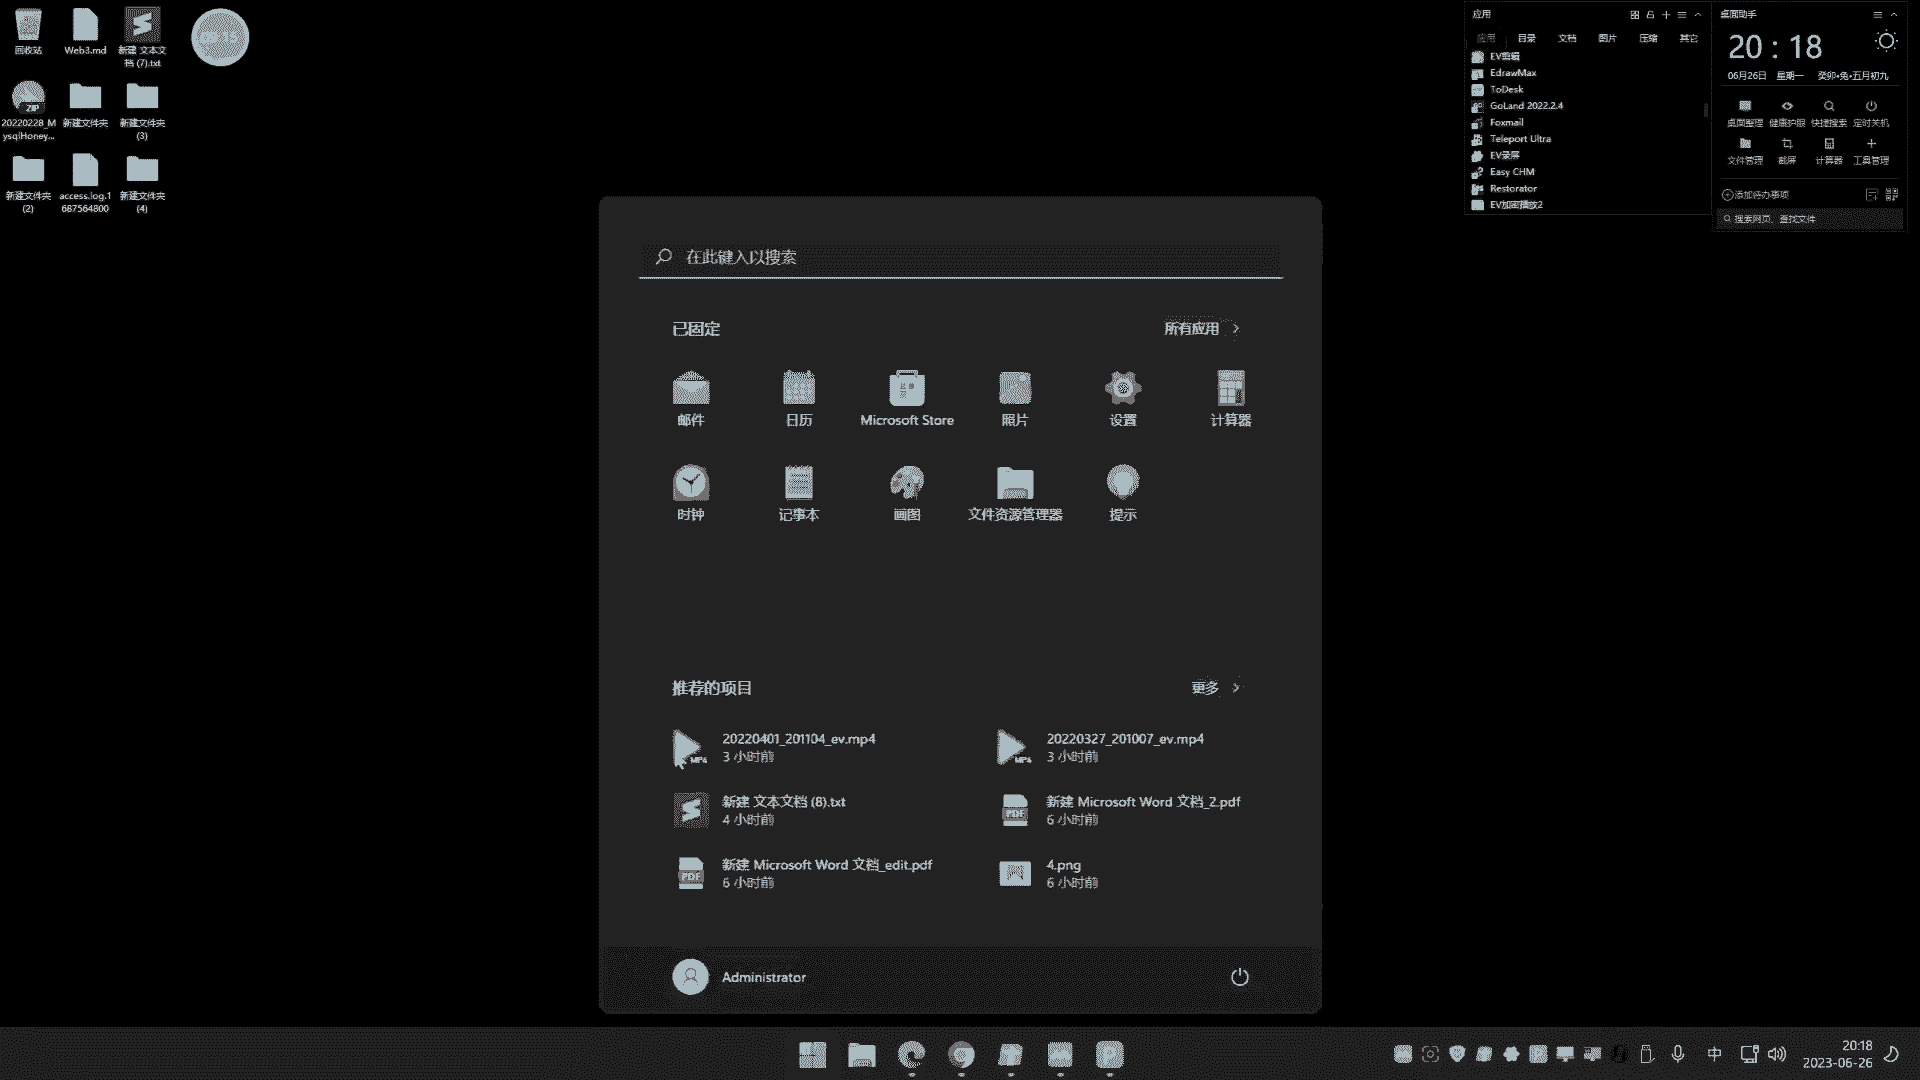 回收站
Web3.md
新建 文本文
档 (7).txt
ZIP
20220228_M
ysqlHoney...
新建文件夹
新建文件夹
(3)
新建文件夹
(2)
access.log.1
687564800
新建文件夹
(4)
应用
应用
目录
文档
图片
压缩
其它
EV剪辑
EdrawMax
ToDesk
GoLand 2022.2.4
Foxmail
Teleport Ultra
EV录屏
Easy CHM
Restorator
EV加密播放2
桌面助手
20 : 18
06月26日 星期一 癸卯•兔•五月初九
桌面整理
健康护眼
快捷搜索
定时关机
文件管理
截屏
计算器
工具管理
添加待办事项
搜索网页、查找文件
在此键入以搜索
已固定
所有应用
邮件
日历
Microsoft Store
照片
设置
计算器
时钟
记事本
画图
文件资源管理器
提示
推荐的项目
更多
MP4
20220401_201104_ev.mp4
3 小时前
MP4
20220327_201007_ev.mp4
3 小时前
新建 文本文档 (8).txt
4 小时前
PDF
新建 Microsoft Word 文档_2.pdf
6 小时前
PDF
新建 Microsoft Word 文档_edit.pdf
6 小时前
4.png
6 小时前
Administrator
中
20:18
2023-06-26